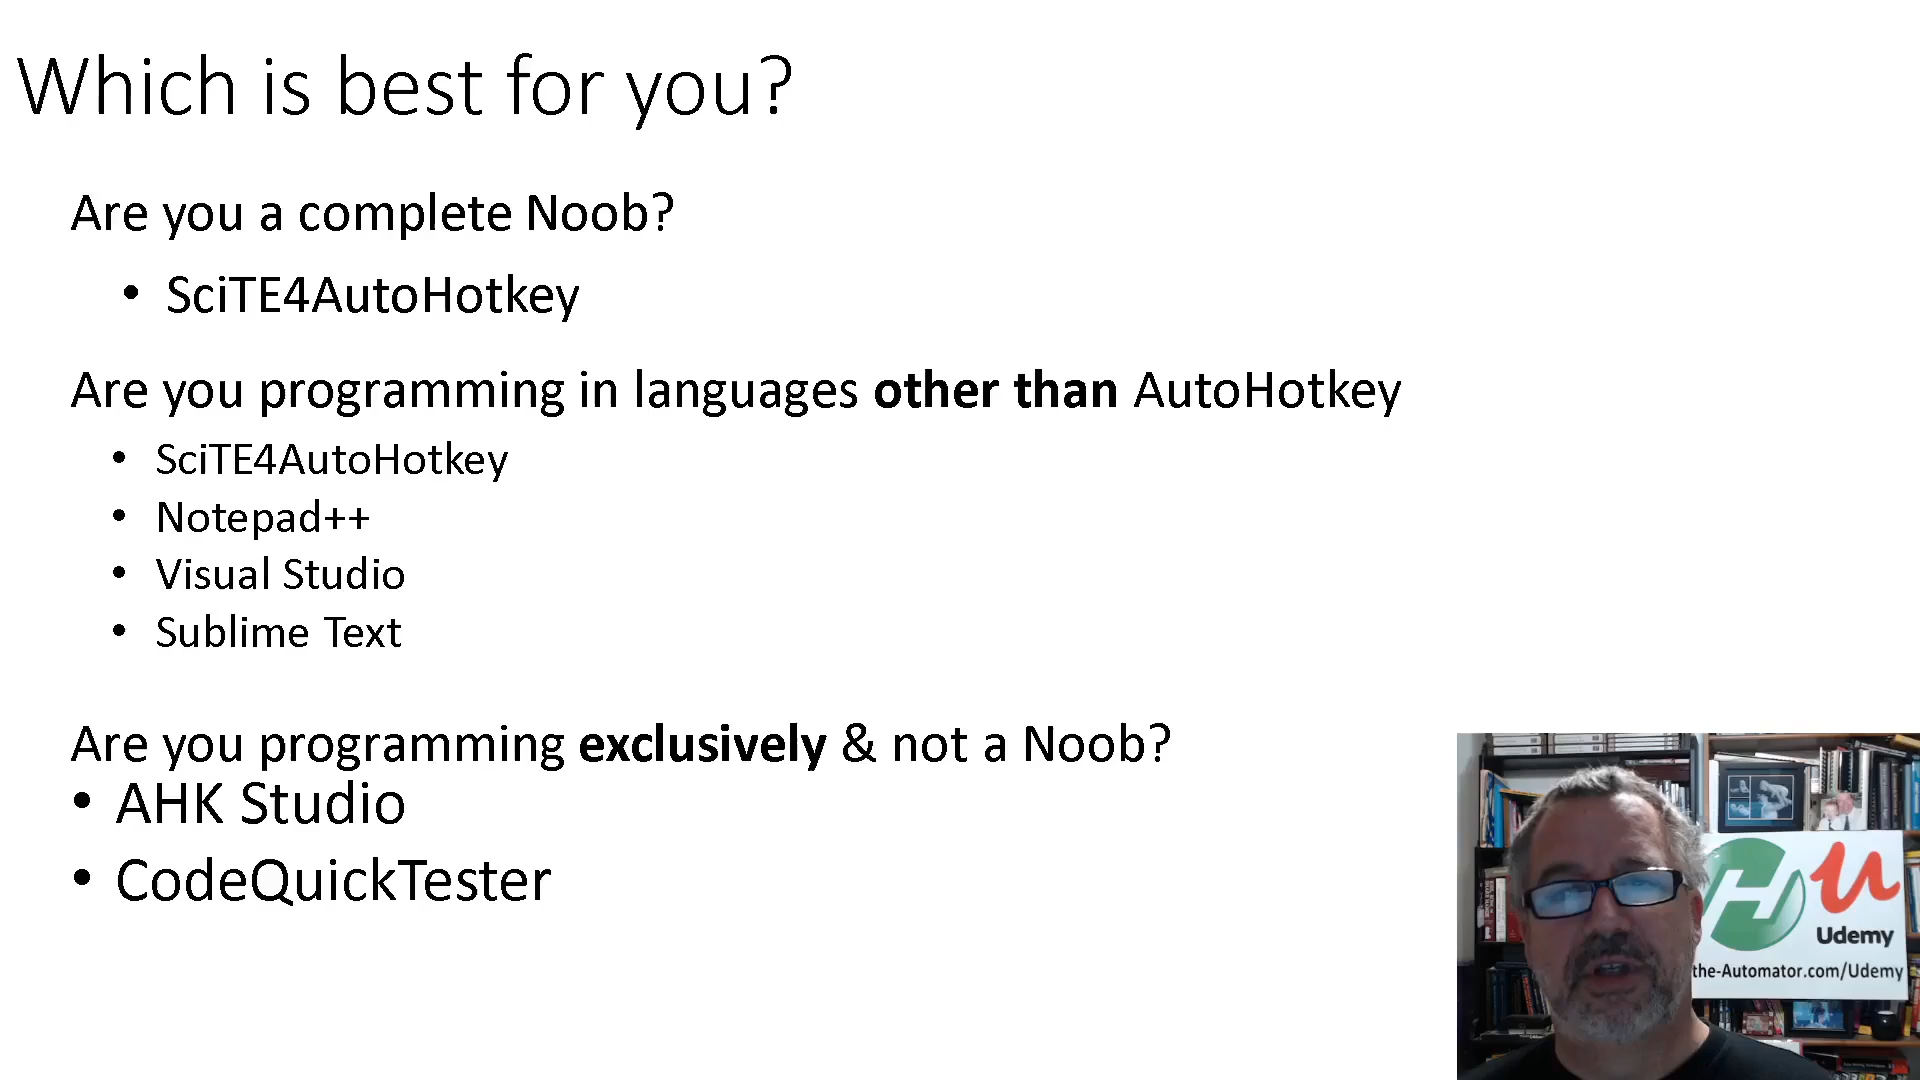 Which is best for you?
Are you a complete Noob?
• SciTE4AutoHotkey
Are you programming in languages other than AutoHotkey
• SciTE4AutoHotkey
• Notepad++
• Visual Studio
• Sublime Text
Are you programming exclusively & not a Noob?
• AHK Studio
• CodeQuickTester
H
Udemy
the-Automator.com/Udemy